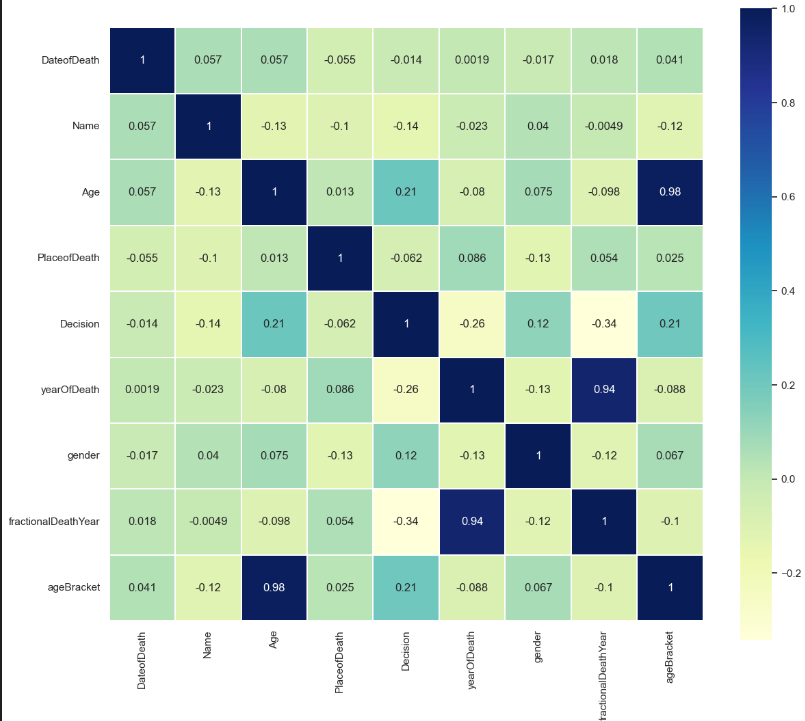 1.0
DateofDeath 1 0.057 0.057 -0.055 -0.014 0.0019 -0.017 0.018 0.041
0.8
Name 0.057 1 -0.13 -0.1 -0.14 -0.023 0.04 -0.0049 -0.12
Age 0.057 -0.13 1 0.013 0.21 -0.08 0.075 -0.098 0.98
0.6
PlaceofDeath -0.055 -0.1 0.013 1 -0.062 0.086 -0.13 0.054 0.025
0.4
Decision -0.014 -0.14 0.21 -0.062 1 -0.26 0.12 -0.34 0.21
0.2
yearOfDeath 0.0019 -0.023 -0.08 0.086 -0.26 1 -0.13 0.94 -0.088
gender -0.017 0.04 0.075 -0.13 0.12 -0.13 1 -0.12 0.067
0.0
fractionalDeathYear 0.018 -0.0049 -0.098 0.054 -0.34 0.94 -0.12 1 -0.1
−0.2
ageBracket 0.041 -0.12 0.98 0.025 0.21 -0.088 0.067 -0.1 1
DateofDeath
Name
Age
PlaceofDeath
Decision
yearOfDeath
gender
ractionalDeathYear
ageBracket